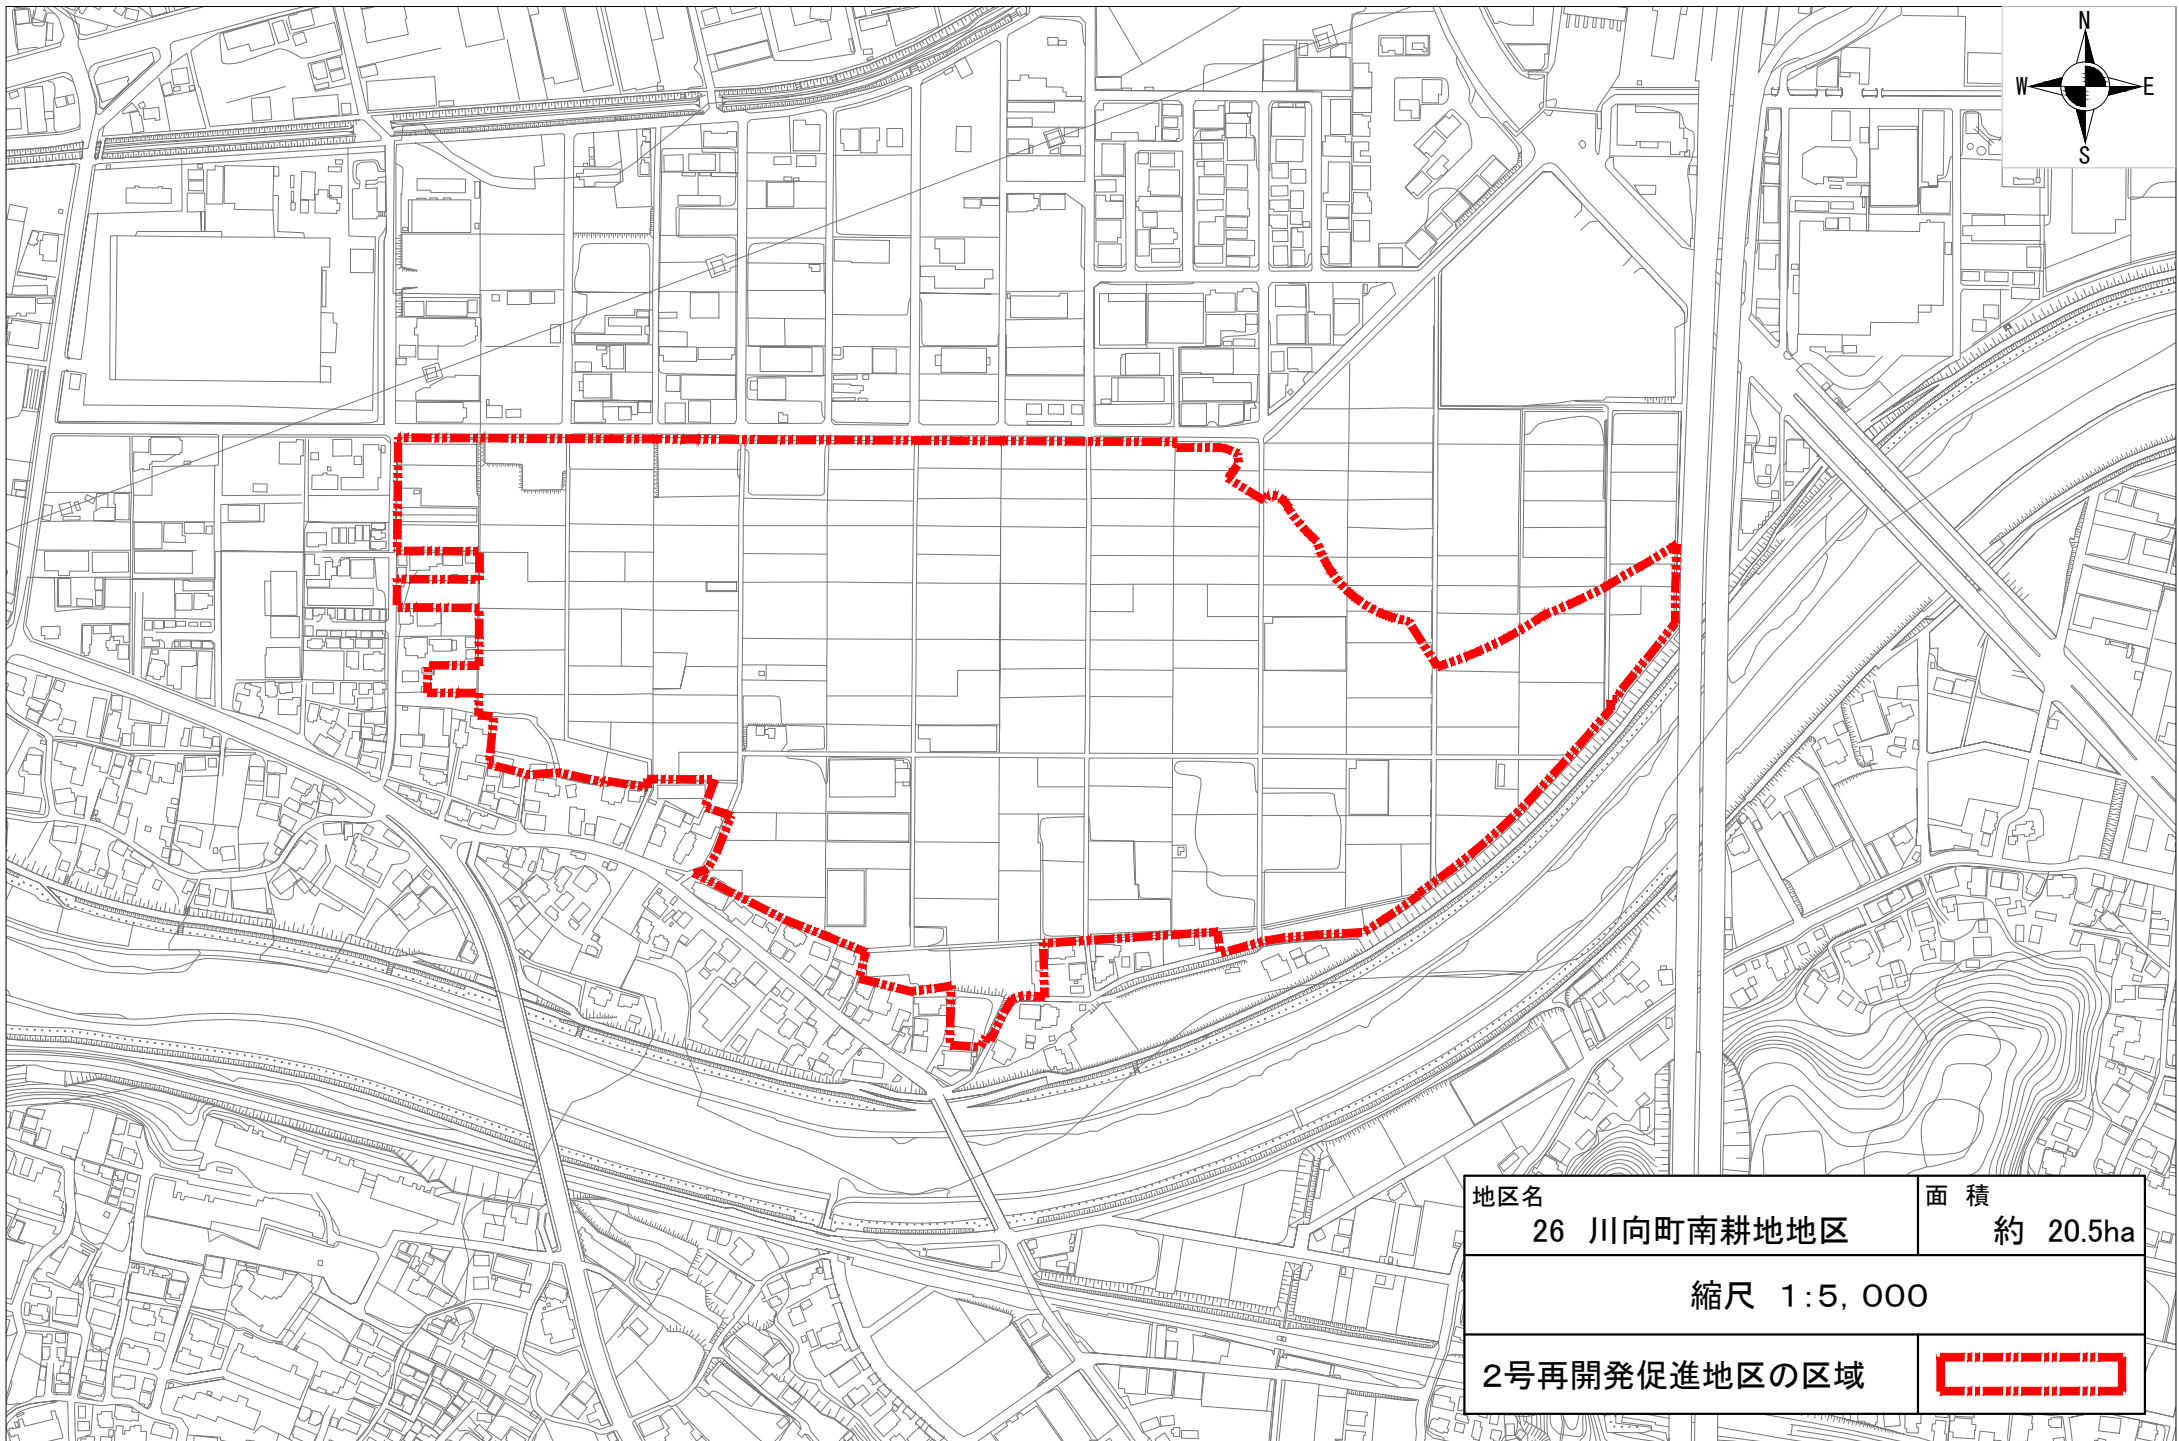 N
W E
S
地区名
26 川向町南耕地地区
面 積
約 20.5ha
縮尺 1:5,000
2号再開発促進地区の区域